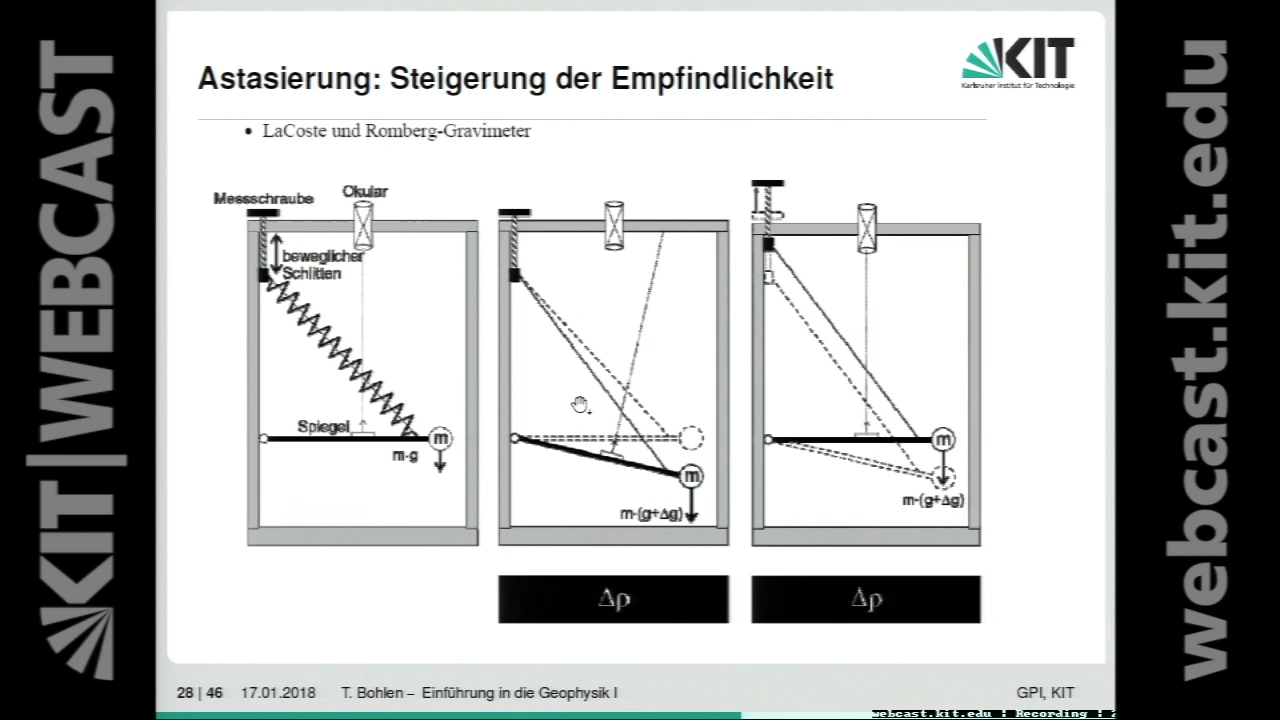 KIT | WEBCAST
Astasierung: Steigerung der Empfindlichkeit
KIT
Karlsruher Institut für Technologie
• LaCoste und Romberg-Gravimeter
Messschraube
Okular
beweglicher
Schlitten
Spiegel
m
m·g
m
m·(g+Δg)
m
m·(g+Δg)
Δρ
Δρ
28 | 46 17.01.2018 T. Bohlen – Einführung in die Geophysik I
GPI, KIT
webcast.kit.edu : Recording :
webcast.kit.edu